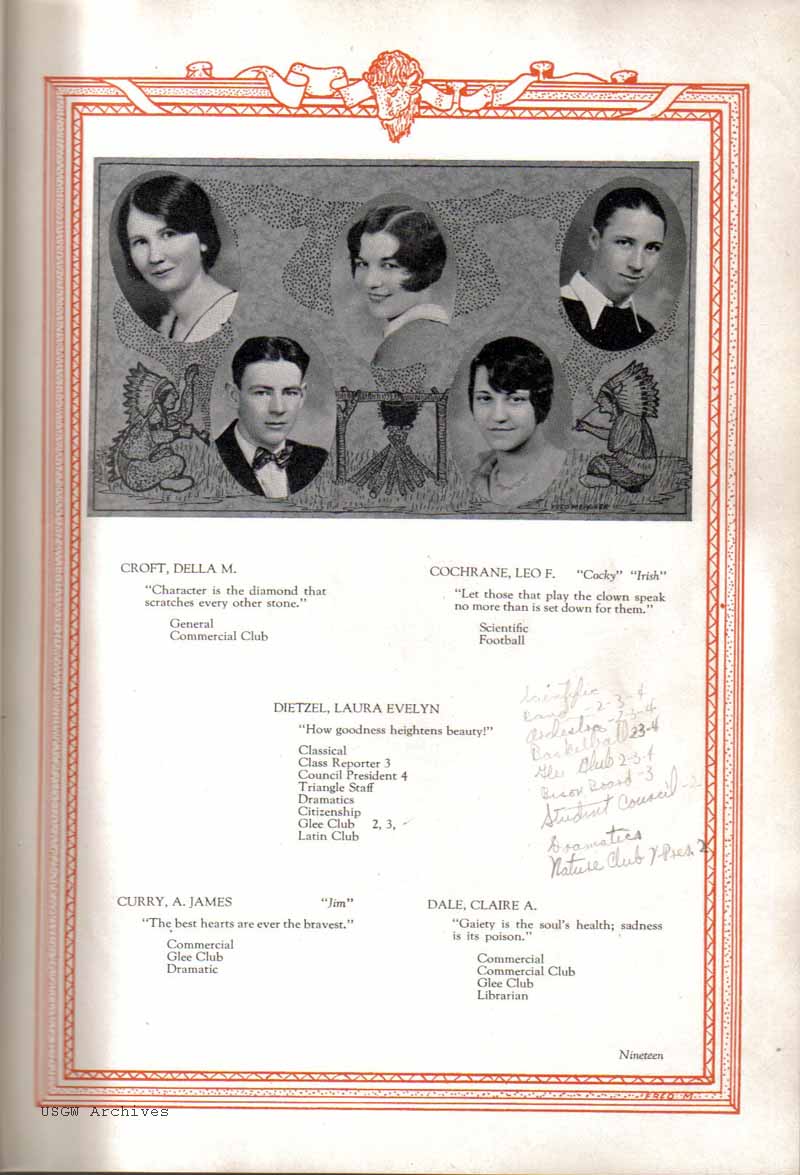 CROFT, DELLA M.
"Character is the diamond that
scratches every other stone."
General
Commercial Club
COCHRANE, LEO F. "Cocky" "Irish"
"Let those that play the clown speak
no more than is set down for them."
Scientific
Football
DIETZEL, LAURA EVELYN
"How goodness heightens beauty!"
Classical
Class Reporter 3
Council President 4
Triangle Staff
Dramatics
Citizenship
Glee Club 2, 3,
Latin Club
Scientific
Band - 2-3-4
Orchestra - 2-3-4
Basketball 23-4
Glee Club 2-3-4
Bison Board - 3
Student Council - 2
Dramatics
Nature Club V-Pres. 2
CURRY, A. JAMES "Jim"
"The best hearts are ever the bravest."
Commercial
Glee Club
Dramatic
DALE, CLAIRE A.
"Gaiety is the soul's health; sadness
is its poison."
Commercial
Commercial Club
Glee Club
Librarian
Nineteen
FRED M.
USGW Archives